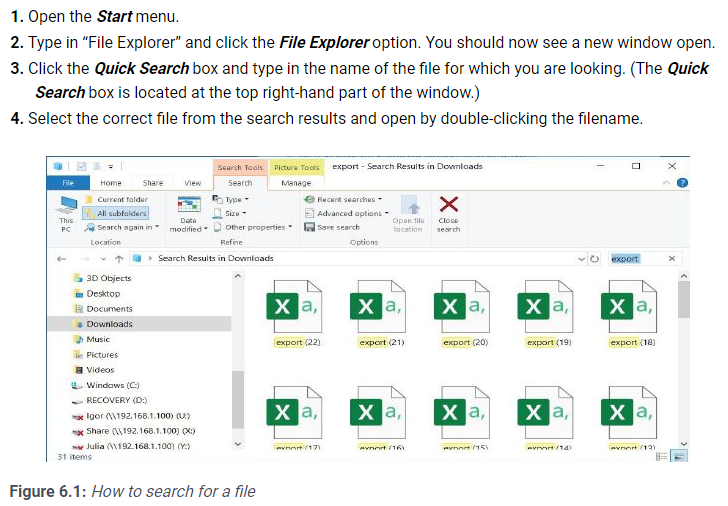 1. Open the Start menu.
2. Type in “File Explorer” and click the File Explorer option. You should now see a new window open.
3. Click the Quick Search box and type in the name of the file for which you are looking. (The Quick
Search box is located at the top right-hand part of the window.)
4. Select the correct file from the search results and open by double-clicking the filename.
Search Tools Picture Tools export - Search Results in Downloads
File Home Share View Search Manage
This PC
Current folder
All subfolders
Search again in
Location
Date modified
Type
Size
Other properties
Refine
Recent searches
Advanced options
Save search
Options
Open file location
Close search
Search Results in Downloads
export
3D Objects
Desktop
Documents
Downloads
Music
Pictures
Videos
Windows (C:)
RECOVERY (D:)
Igor (\\192.168.1.100) (U:)
Share (\\192.168.1.100) (X:)
Julia (\\192.168.1.100) (Y:)
31 items
X a, X a, X a, X a, X a,
export (22) export (21) export (20) export (19) export (18)
X a, X a, X a, X a, X a,
export (17) export (16) export (15) export (14) export (13)
Figure 6.1: How to search for a file